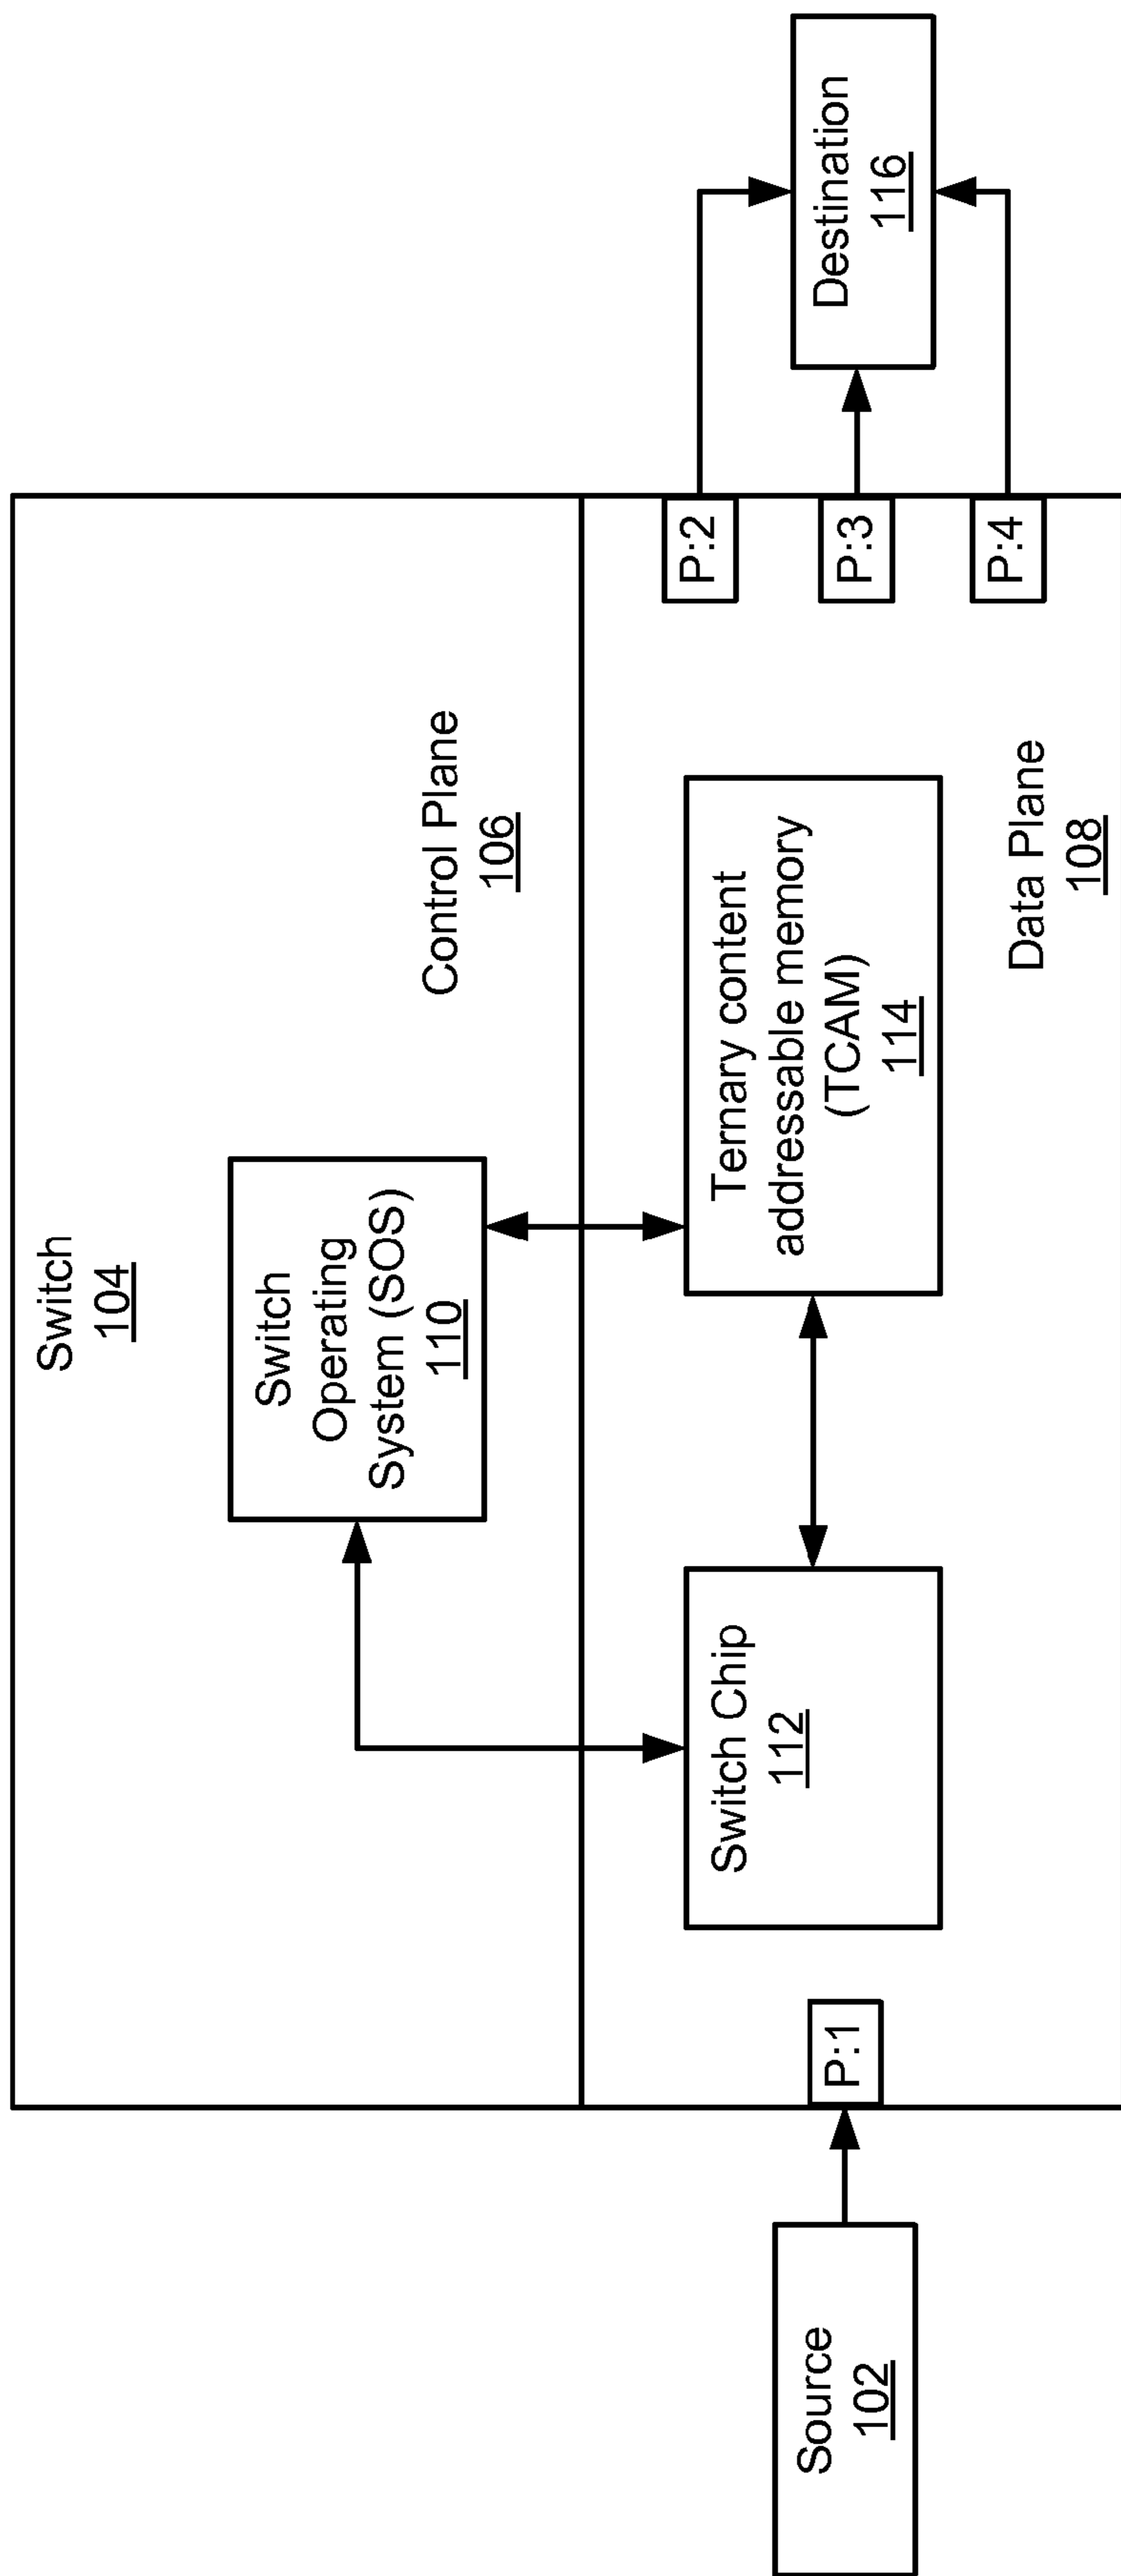 Switch
104
Switch
Operating
System (SOS)
110
Control Plane
106
Source
102
P:1
Switch Chip
112
Ternary content
addressable memory
(TCAM)
114
Data Plane
108
P:2
P:3
P:4
Destination
116